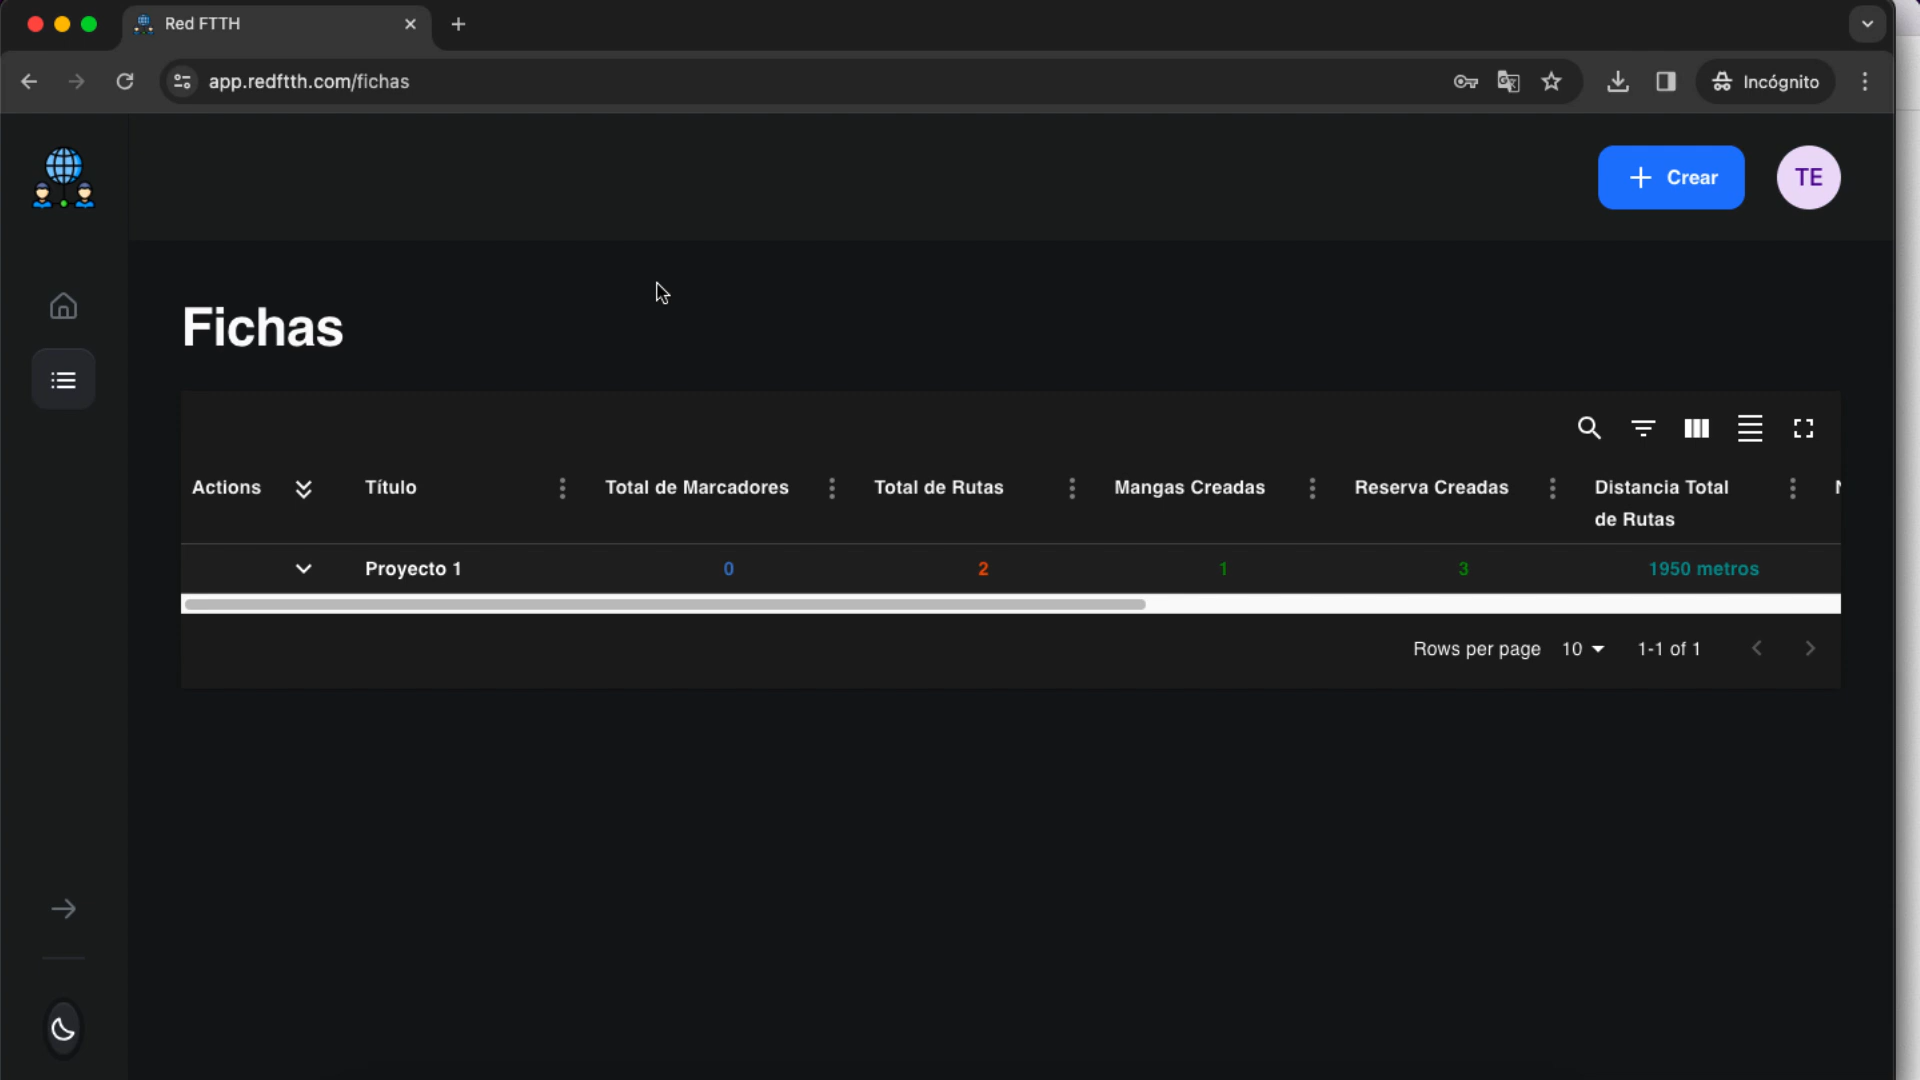 Red FTTH
app.redftth.com/fichas
Incógnito
Crear
TE
Fichas
Actions Título Total de Marcadores Total de Rutas Mangas Creadas Reserva Creadas Distancia Total
de Rutas
Proyecto 1 0 2 1 3 1950 metros
Rows per page 10 1-1 of 1